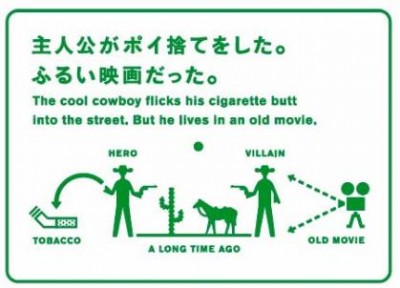 主人公がポイ捨てをした。
ふるい映画だった。
The cool cowboy flicks his cigarette butt
into the street. But he lives in an old movie.
HERO
VILLAIN
TOBACCO
A LONG TIME AGO
OLD MOVIE